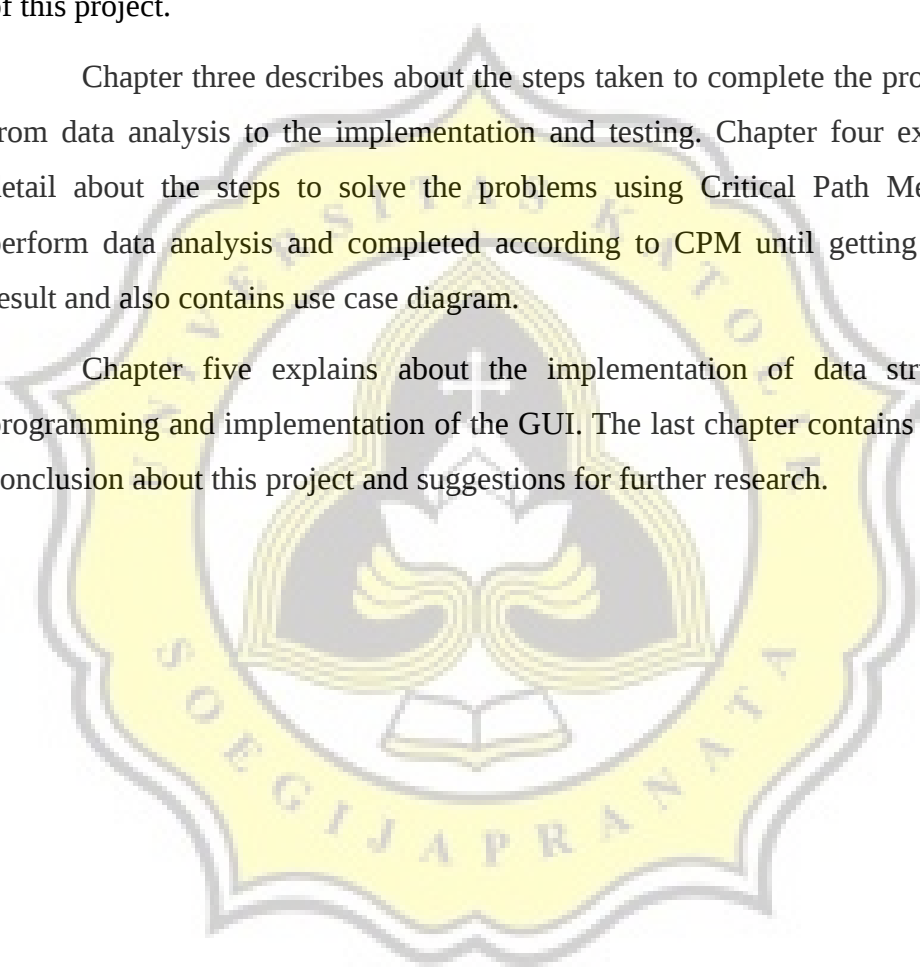 of this project.
Chapter three describes about the steps taken to complete the pro
from data analysis to the implementation and testing. Chapter four ex
detail about the steps to solve the problems using Critical Path Me
perform data analysis and completed according to CPM until getting
result and also contains use case diagram.
Chapter five explains about the implementation of data str
programming and implementation of the GUI. The last chapter contains
conclusion about this project and suggestions for further research.
UNIVERSITAS KATOLIK
SOEGIJAPRANATA